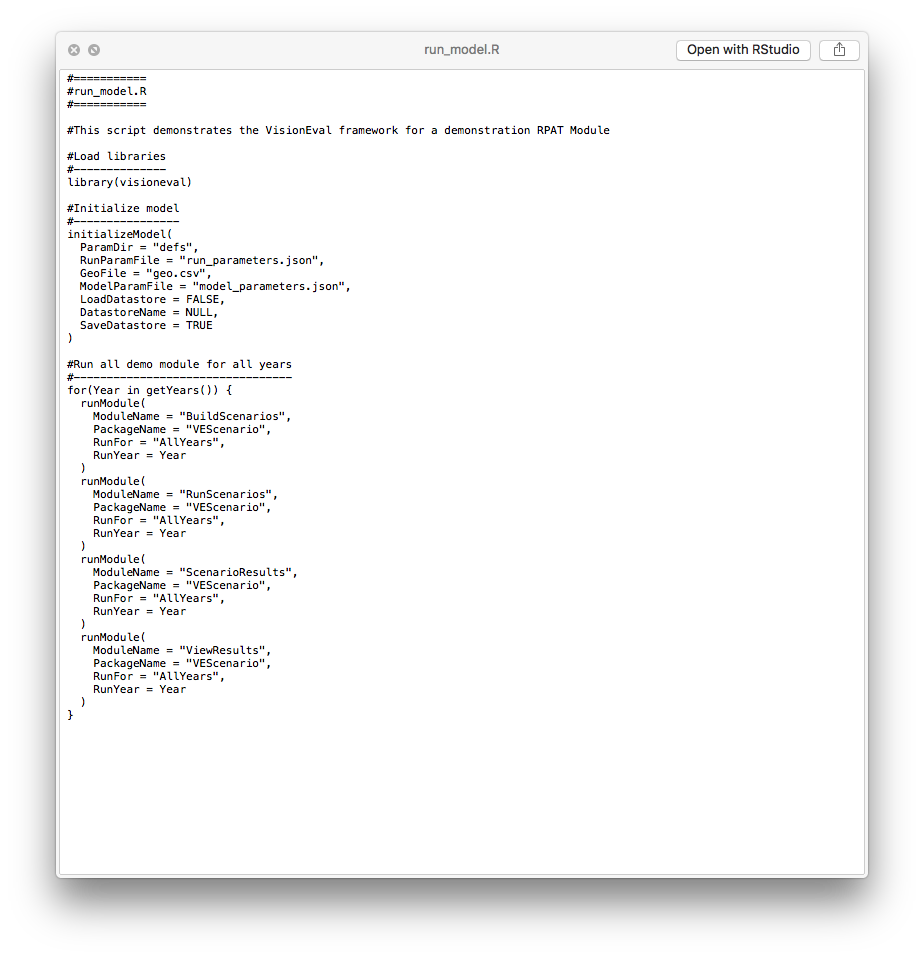 run_model.R
Open with RStudio
#===========
#run_model.R
#===========
#This script demonstrates the VisionEval framework for a demonstration RPAT Module
#Load libraries
#--------------
library(visioneval)
#Initialize model
#----------------
initializeModel(
  ParamDir = "defs",
  RunParamFile = "run_parameters.json",
  GeoFile = "geo.csv",
  ModelParamFile = "model_parameters.json",
  LoadDatastore = FALSE,
  DatastoreName = NULL,
  SaveDatastore = TRUE
)
#Run all demo module for all years
#---------------------------------
for(Year in getYears()) {
  runModule(
    ModuleName = "BuildScenarios",
    PackageName = "VEScenario",
    RunFor = "AllYears",
    RunYear = Year
  )
  runModule(
    ModuleName = "RunScenarios",
    PackageName = "VEScenario",
    RunFor = "AllYears",
    RunYear = Year
  )
  runModule(
    ModuleName = "ScenarioResults",
    PackageName = "VEScenario",
    RunFor = "AllYears",
    RunYear = Year
  )
  runModule(
    ModuleName = "ViewResults",
    PackageName = "VEScenario",
    RunFor = "AllYears",
    RunYear = Year
  )
}